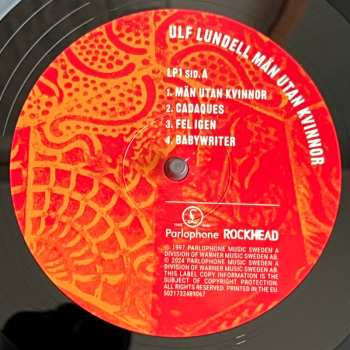 ULF LUNDELL MÄN UTAN KVINNOR
LP1 SID. A
1. MÄN UTAN KVINNOR
2. CADAQUES
3. FEL IGEN
4. BABYWRITER
Parlophone ROCKHEAD
℗ 1997 PARLOPHONE MUSIC SWEDEN A
DIVISION OF WARNER MUSIC SWEDEN AB.
© 2024 PARLOPHONE MUSIC SWEDEN A
DIVISION OF WARNER MUSIC SWEDEN AB.
THIS LABEL COPY INFORMATION IS THE
SUBJECT OF COPYRIGHT PROTECTION.
ALL RIGHTS RESERVED. PRINTED IN THE EU.
5021732489067